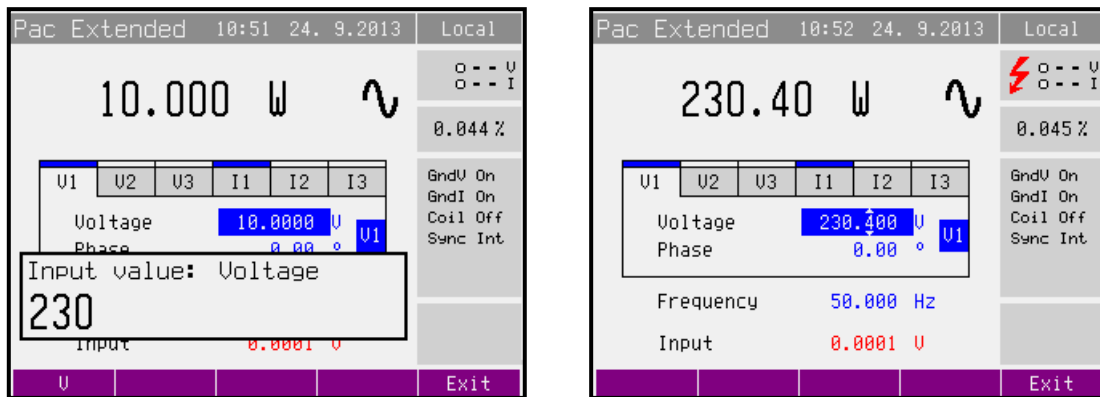 Pac Extended 10:51 24. 9.2013 Local
o-- V
o-- I
10.000 W
0.044 %
V1 V2 V3 I1 I2 I3
GndV On
GndI On
Coil Off
Sync Int
Voltage 10.0000 V
Phase 0.00 ° V1
Input value: Voltage
230
Input 0.0001 V
V Exit
Pac Extended 10:52 24. 9.2013 Local
o-- V
o-- I
230.40 W
0.045 %
V1 V2 V3 I1 I2 I3
GndV On
GndI On
Coil Off
Sync Int
Voltage 230.400 V
Phase 0.00 ° V1
Frequency 50.000 Hz
Input 0.0001 V
Exit